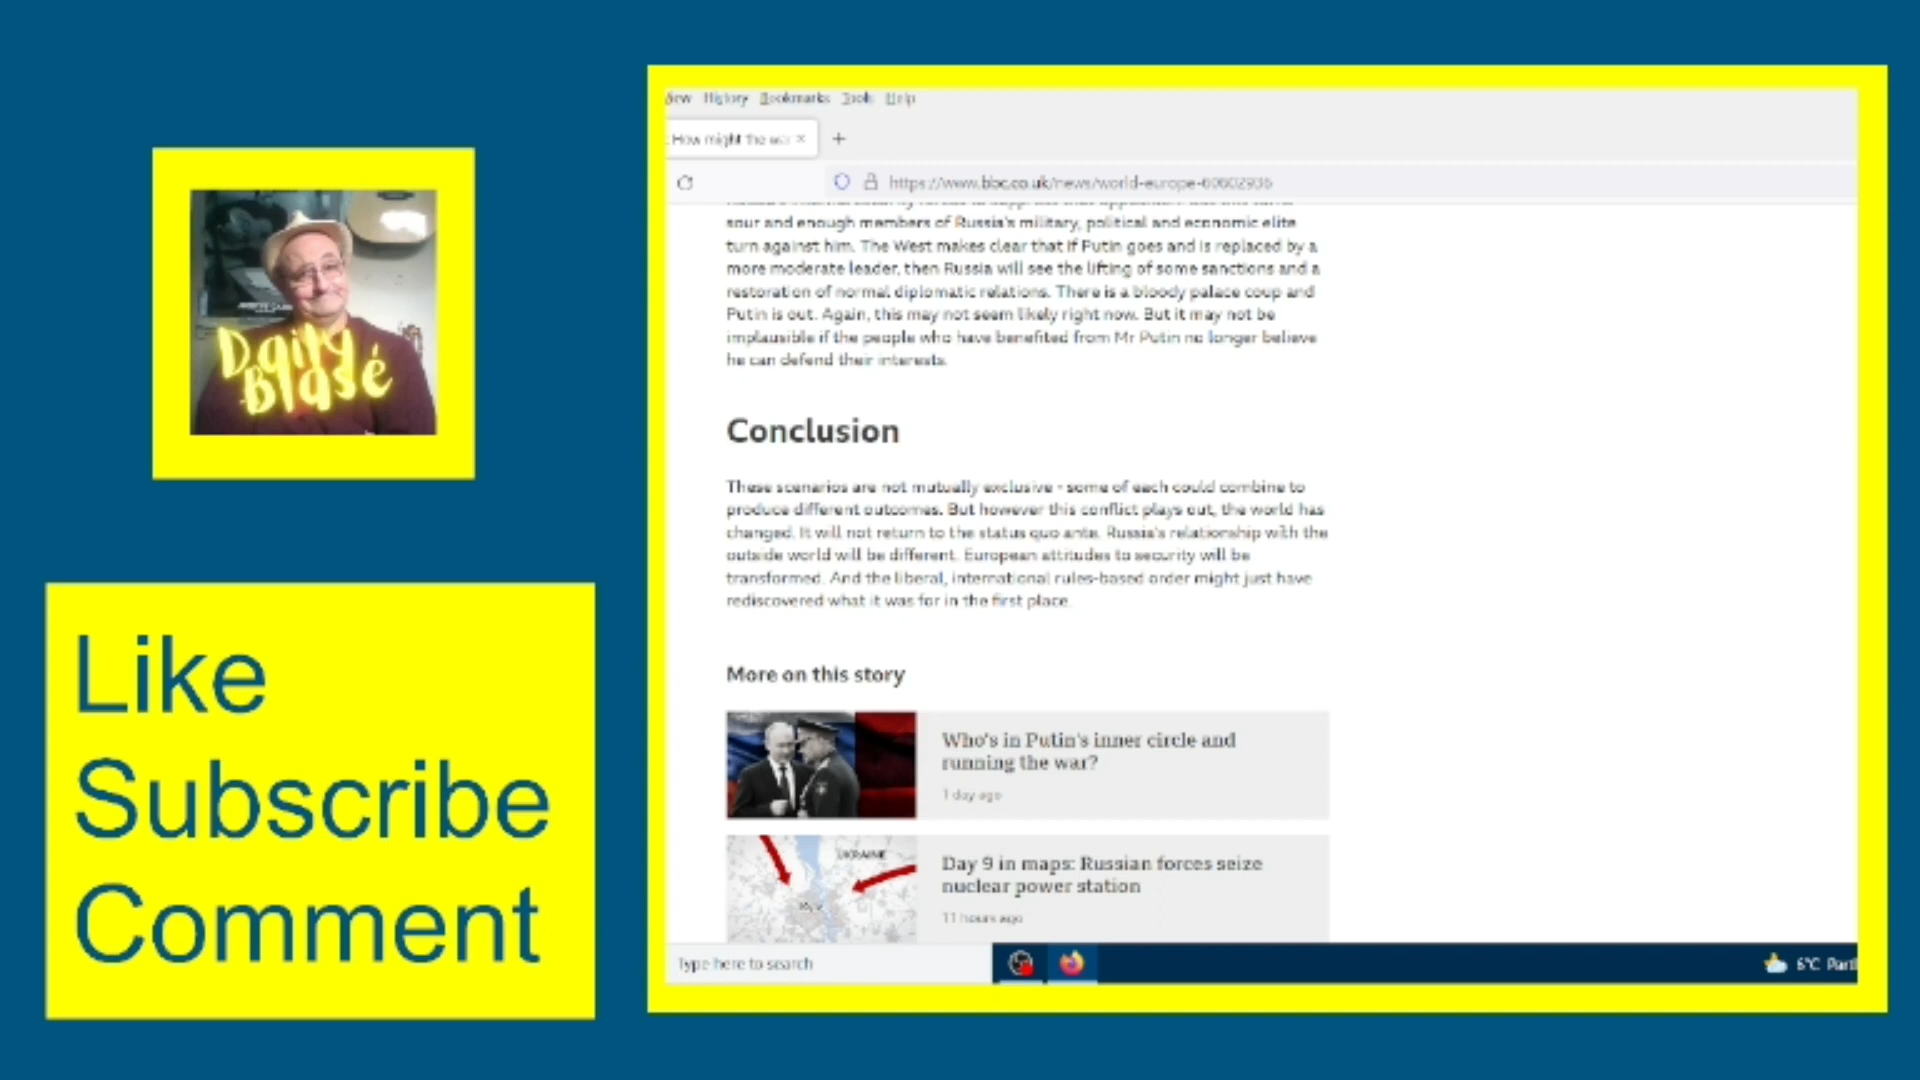 Daily
Blasé
Like
Subscribe
Comment
View History Bookmarks Tools Help
How might the war
https://www.bbc.co.uk/news/world-europe-60602936
sour and enough members of Russia's military, political and economic elite
turn against him. The West makes clear that if Putin goes and is replaced by a
more moderate leader, then Russia will see the lifting of some sanctions and a
restoration of normal diplomatic relations. There is a bloody palace coup and
Putin is out. Again, this may not seem likely right now. But it may not be
implausible if the people who have benefited from Mr Putin no longer believe
he can defend their interests.
Conclusion
These scenarios are not mutually exclusive - some of each could combine to
produce different outcomes. But however this conflict plays out, the world has
changed. It will not return to the status quo ante. Russia's relationship with the
outside world will be different. European attitudes to security will be
transformed. And the liberal, international rules-based order might just have
rediscovered what it was for in the first place.
More on this story
Who's in Putin's inner circle and
running the war?
1 day ago
UKRAINE
Kyiv
Day 9 in maps: Russian forces seize
nuclear power station
11 hours ago
Type here to search
6°C Partl